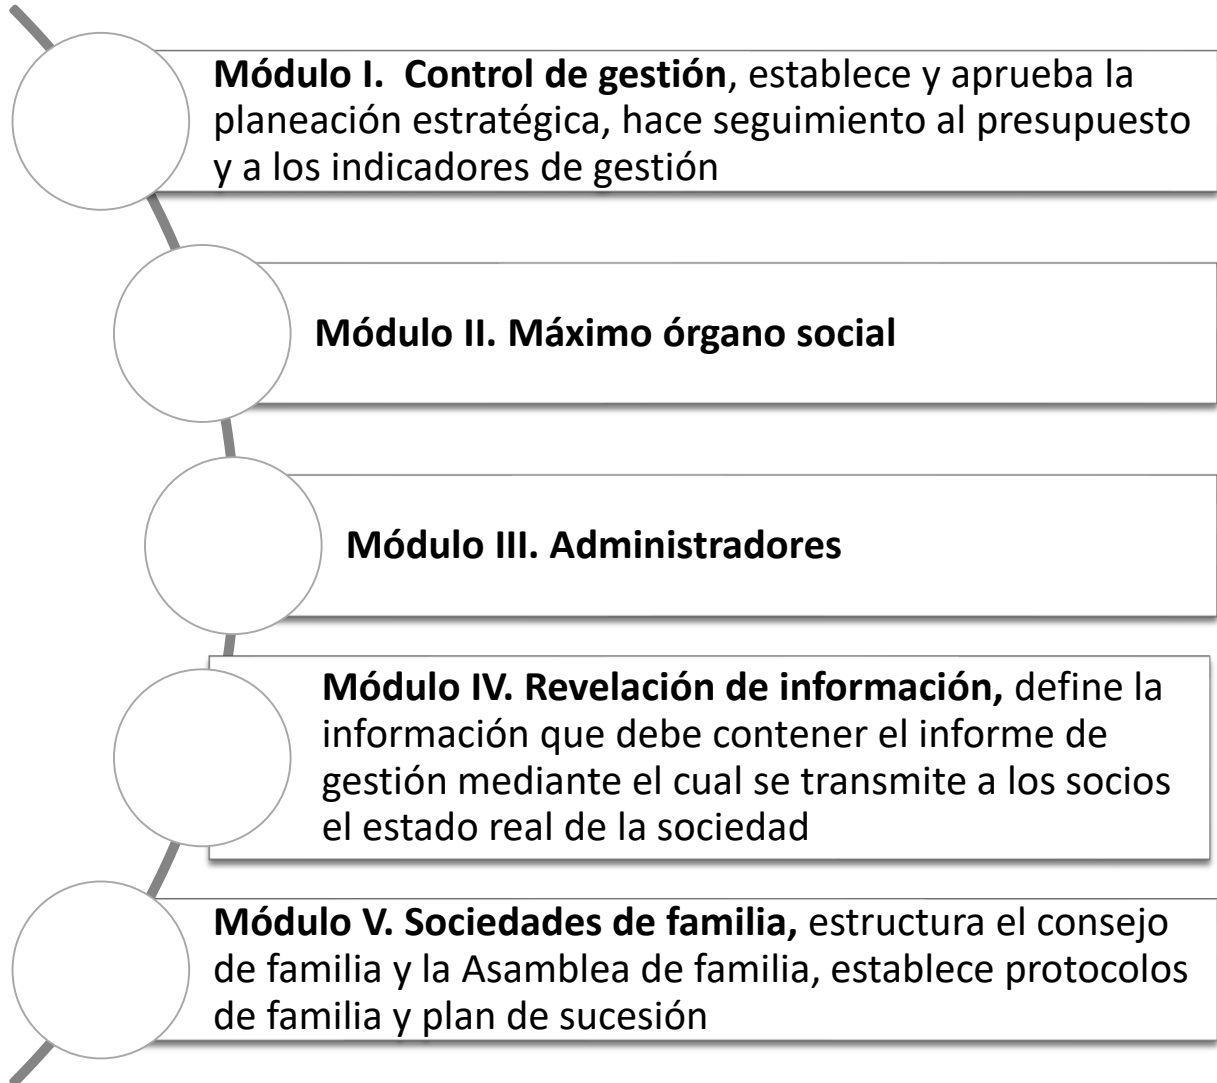 Módulo I.  Control de gestión, establece y aprueba la
planeación estratégica, hace seguimiento al presupuesto
y a los indicadores de gestión
Módulo II. Máximo órgano social
Módulo III. Administradores
Módulo IV. Revelación de información, define la
información que debe contener el informe de
gestión mediante el cual se transmite a los socios
el estado real de la sociedad
Módulo V. Sociedades de familia, estructura el consejo
de familia y la Asamblea de familia, establece protocolos
de familia y plan de sucesión